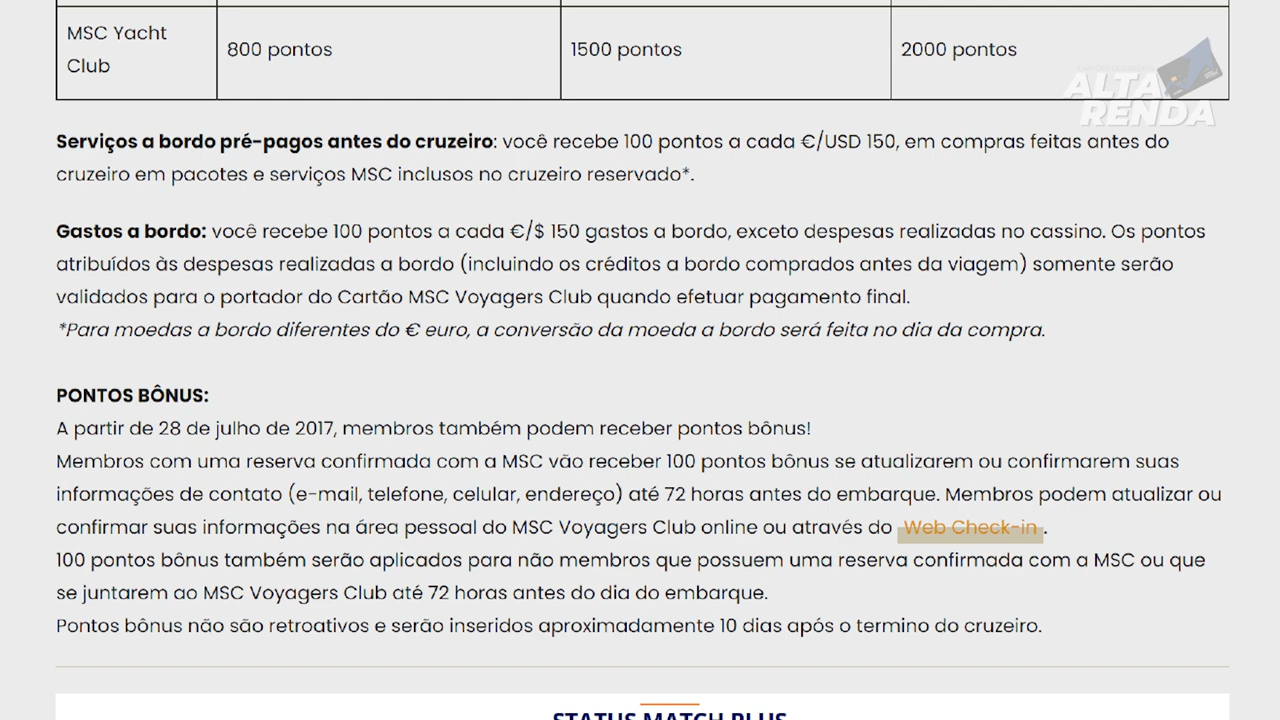 MSC Yacht
Club
800 pontos
1500 pontos
2000 pontos
ALTA
RENDA
Serviços a bordo pré-pagos antes do cruzeiro: você recebe 100 pontos a cada €/USD 150, em compras feitas antes do
cruzeiro em pacotes e serviços MSC inclusos no cruzeiro reservado*.
Gastos a bordo: você recebe 100 pontos a cada €/$ 150 gastos a bordo, exceto despesas realizadas no cassino. Os pontos
atribuídos às despesas realizadas a bordo (incluindo os créditos a bordo comprados antes da viagem) somente serão
validados para o portador do Cartão MSC Voyagers Club quando efetuar pagamento final.
*Para moedas a bordo diferentes do € euro, a conversão da moeda a bordo será feita no dia da compra.
PONTOS BÔNUS:
A partir de 28 de julho de 2017, membros também podem receber pontos bônus!
Membros com uma reserva confirmada com a MSC vão receber 100 pontos bônus se atualizarem ou confirmarem suas
informações de contato (e-mail, telefone, celular, endereço) até 72 horas antes do embarque. Membros podem atualizar ou
confirmar suas informações na área pessoal do MSC Voyagers Club online ou através do Web Check-in.
100 pontos bônus também serão aplicados para não membros que possuem uma reserva confirmada com a MSC ou que
se juntarem ao MSC Voyagers Club até 72 horas antes do dia do embarque.
Pontos bônus não são retroativos e serão inseridos aproximadamente 10 dias após o termino do cruzeiro.
STATUS MATCH PLUS